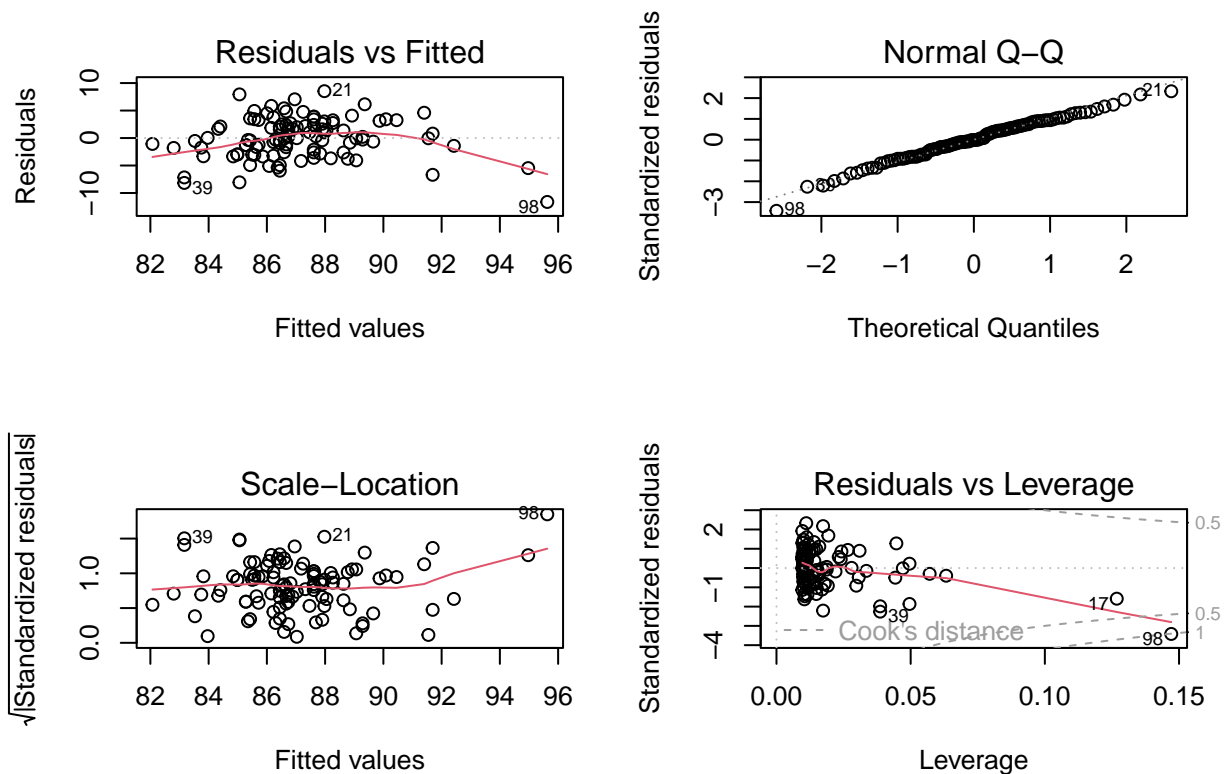 Residuals vs Fitted
Residuals
10
0
−10
21
39
98
82 84 86 88 90 92 94 96
Fitted values
Normal Q−Q
Standardized residuals
2
0
−3
21
98
−2 −1 0 1 2
Theoretical Quantiles
Scale−Location
√|Standardized residuals|
1.0
0.0
98
39
21
82 84 86 88 90 92 94 96
Fitted values
Residuals vs Leverage
Standardized residuals
2
−1
−4
0.5
17
39
0.5
Cook's distance
98
1
0.00 0.05 0.10 0.15
Leverage